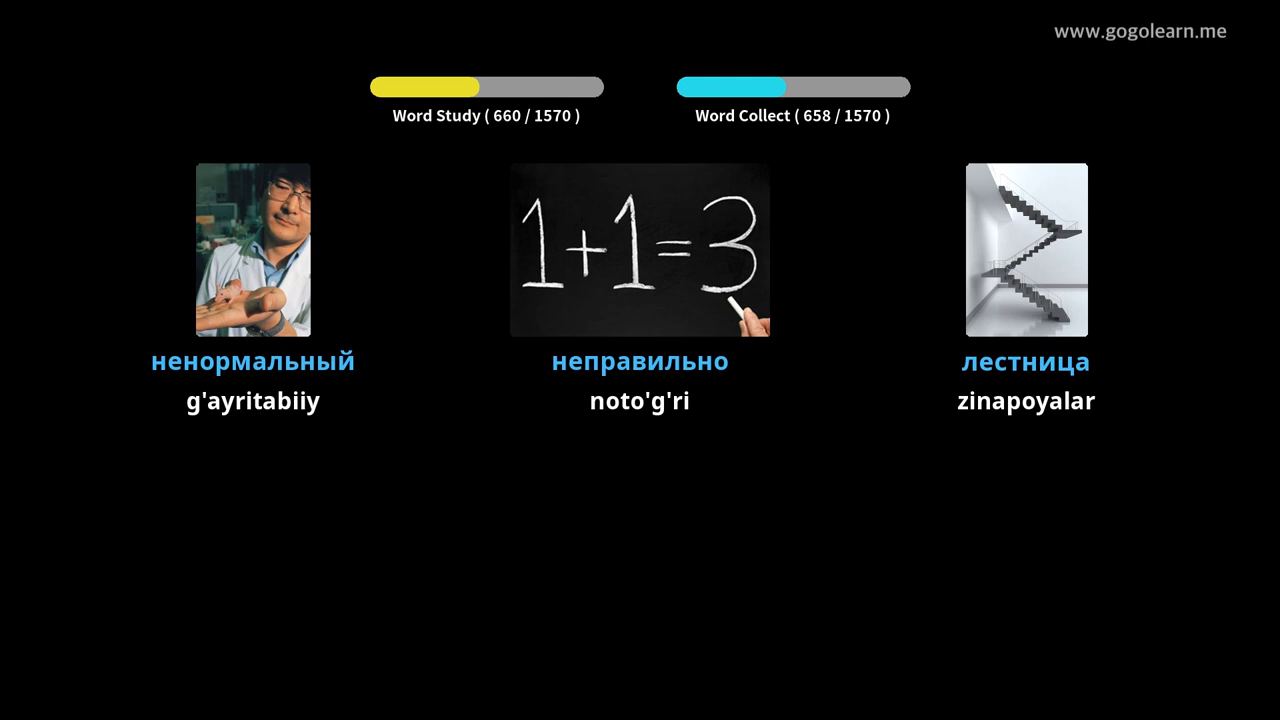 www.gogolearn.me
Word Study ( 660 / 1570 )
Word Collect ( 658 / 1570 )
1+1=3
ненормальный
неправильно
лестница
g'ayritabiiy
noto'g'ri
zinapoyalar